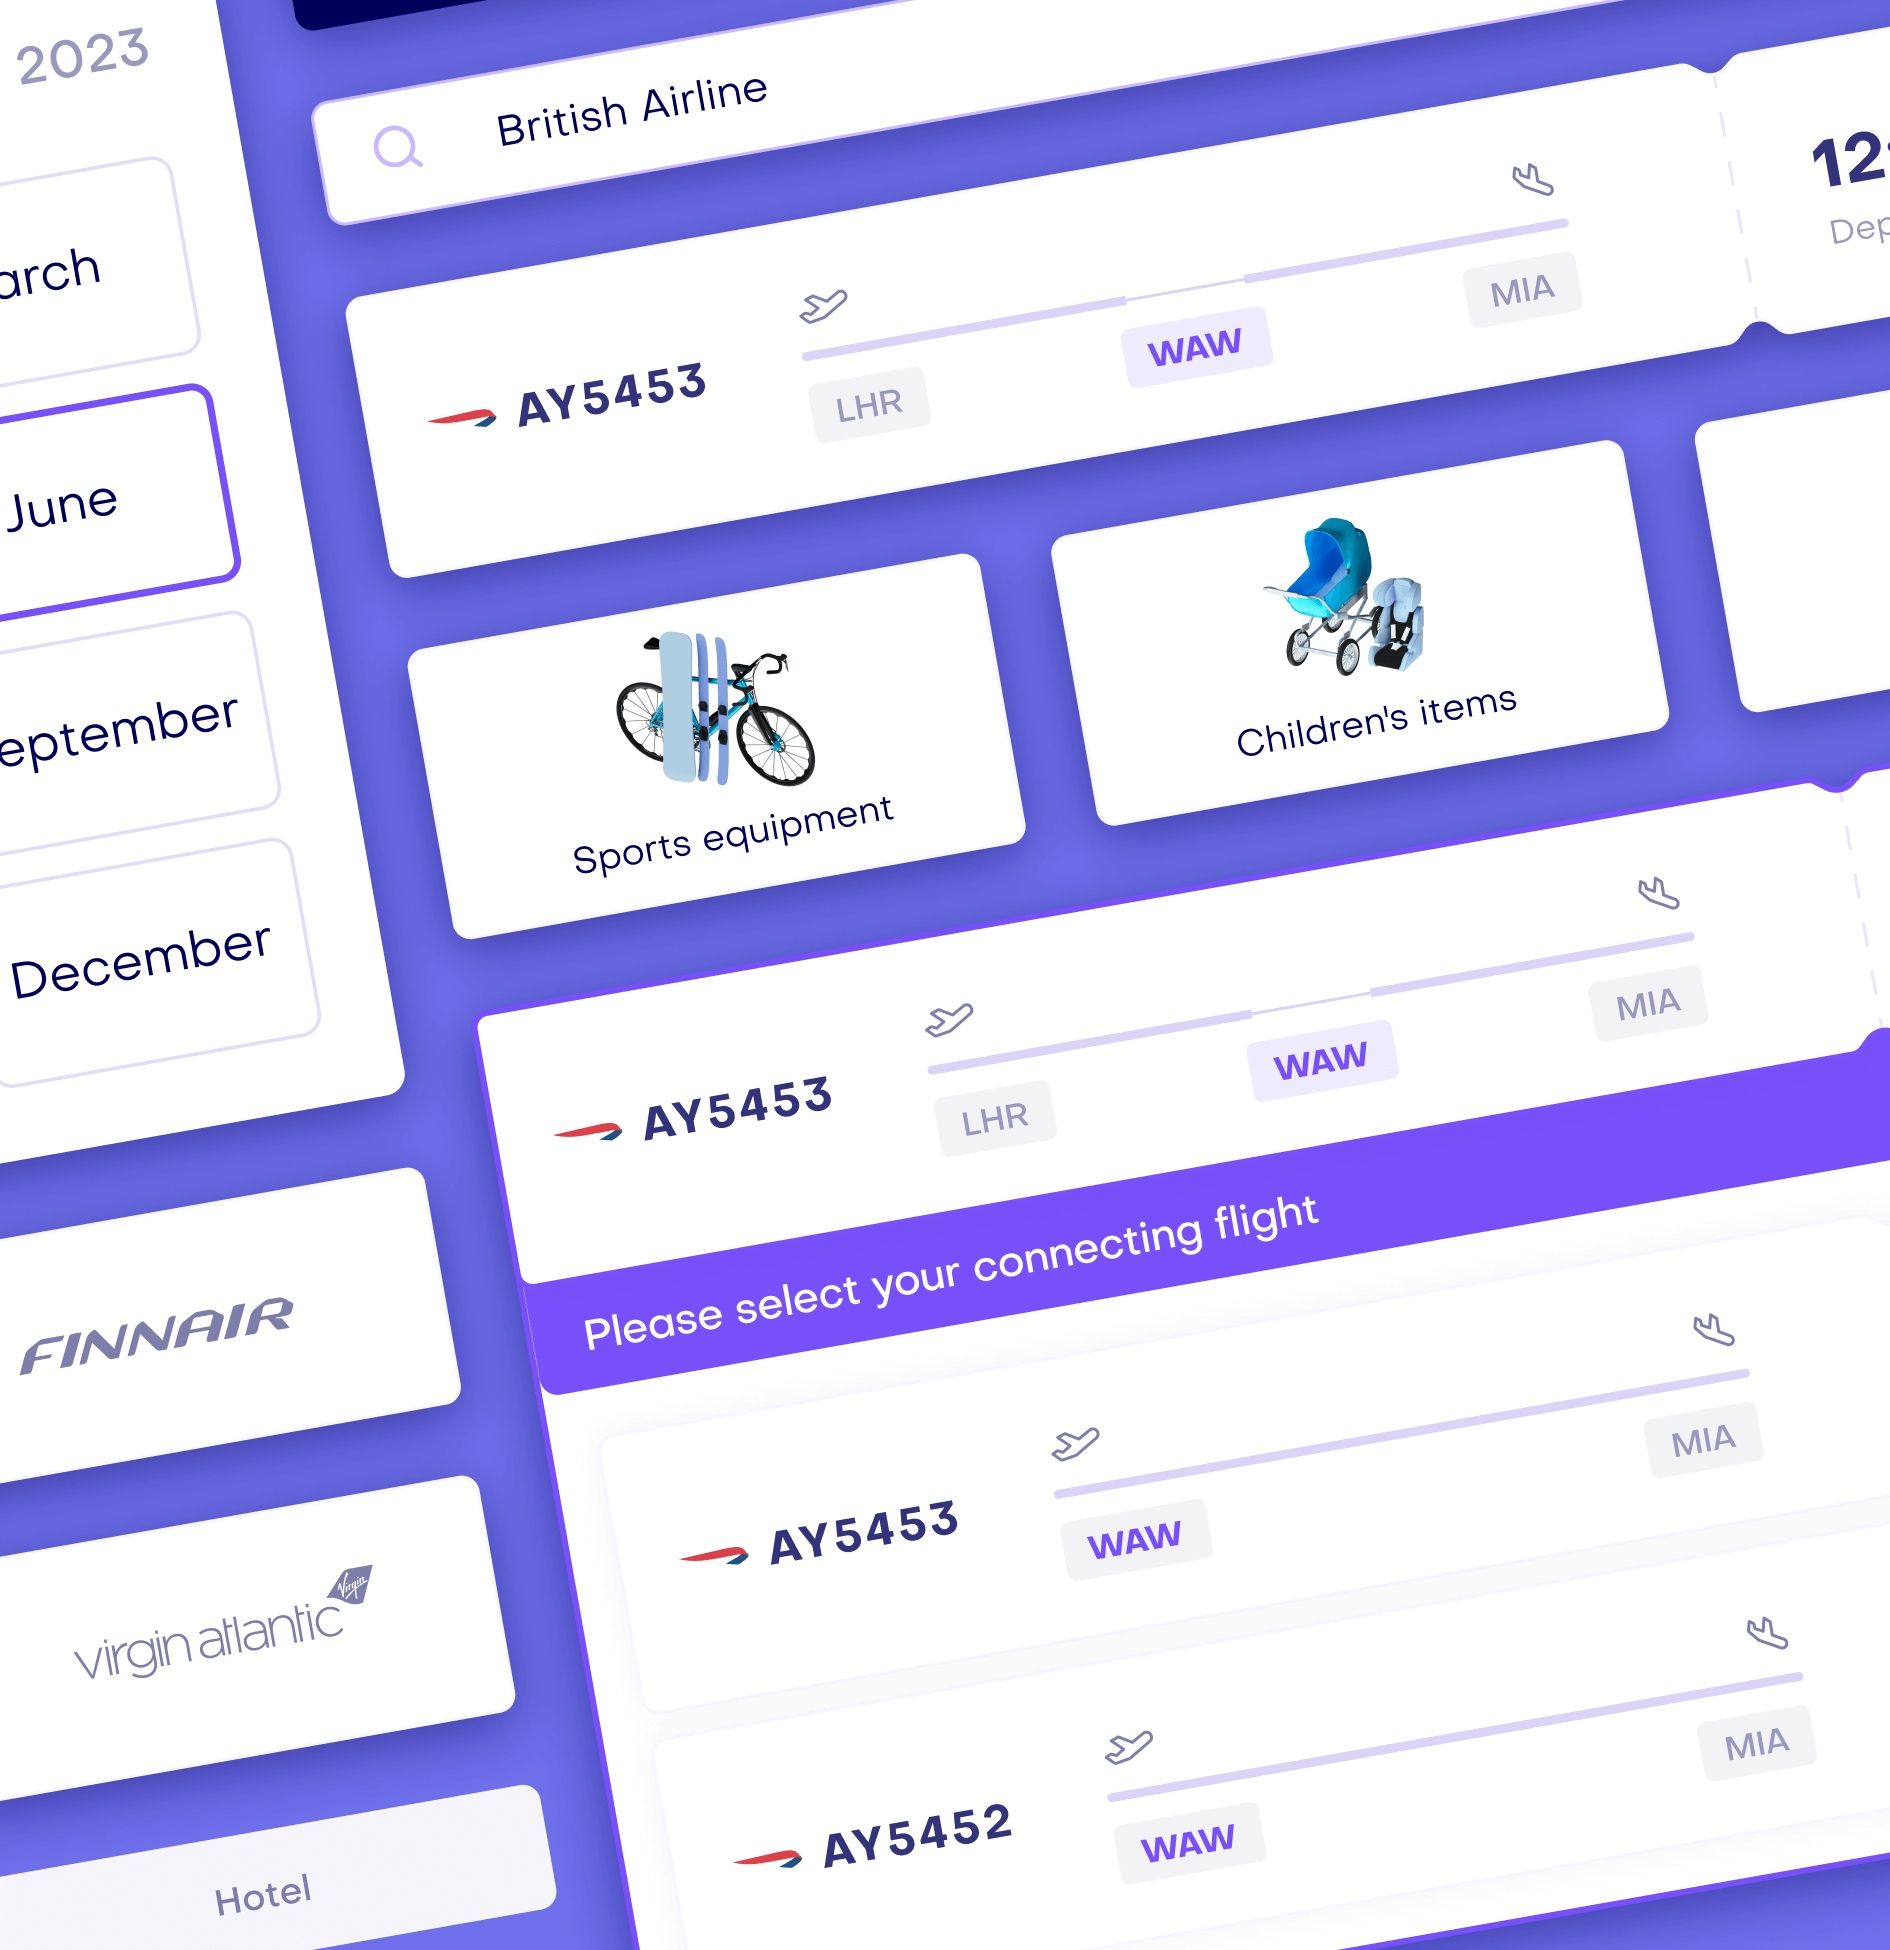 2023
arch
June
eptember
December
FINNAIR
virgin atlantic
Virgin
Hotel
British Airline
AY5453
LHR
WAW
MIA
12
Dep
Sports equipment
Children's items
AY5453
LHR
WAW
MIA
Please select your connecting flight
AY5453
WAW
MIA
AY5452
WAW
MIA